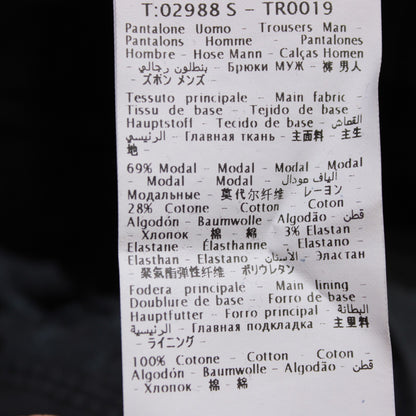 T:02988 S - TR0019
Pantalone Uomo - Trousers Man -
Pantalons Homme - Pantalones
Hombre - Hose Mann - Calças Homen
- بنطلون رجالي - Брюки МУЖ - 裤 男人
- ズボン メンズ -
Tessuto principale - Main fabric -
Tissu de base - Tejido de base -
Hauptstoff - Tecido de base - القماش
الرئيسي - Главная ткань - 主面料 - 主生
地 -
69% Modal - Modal - Modal - Modal
- Modal - Modal - ألياف مودال -
Модальные - 莫代尔纤维 - レーヨン -
28% Cotone - Cotton - Coton -
Algodón - Baumwolle - Algodão - قطن
- Хлопок - 棉 - 綿 - 3% Elastan -
Elastane - Élasthanne - Elastano -
Elasthan - Elastano - الأستان - Эластан
- 聚氨酯弹性纤维 - ポリウレタン
Fodera principale - Main lining -
Doublure de base - Forro de base -
Hauptfutter - Forro principal - البطانة
الرئيسية - Главная подкладка - 主里料
- ライニング -
100% Cotone - Cotton - Coton -
Algodón - Baumwolle - Algodão - قطن
- Хлопок - 棉 - 綿